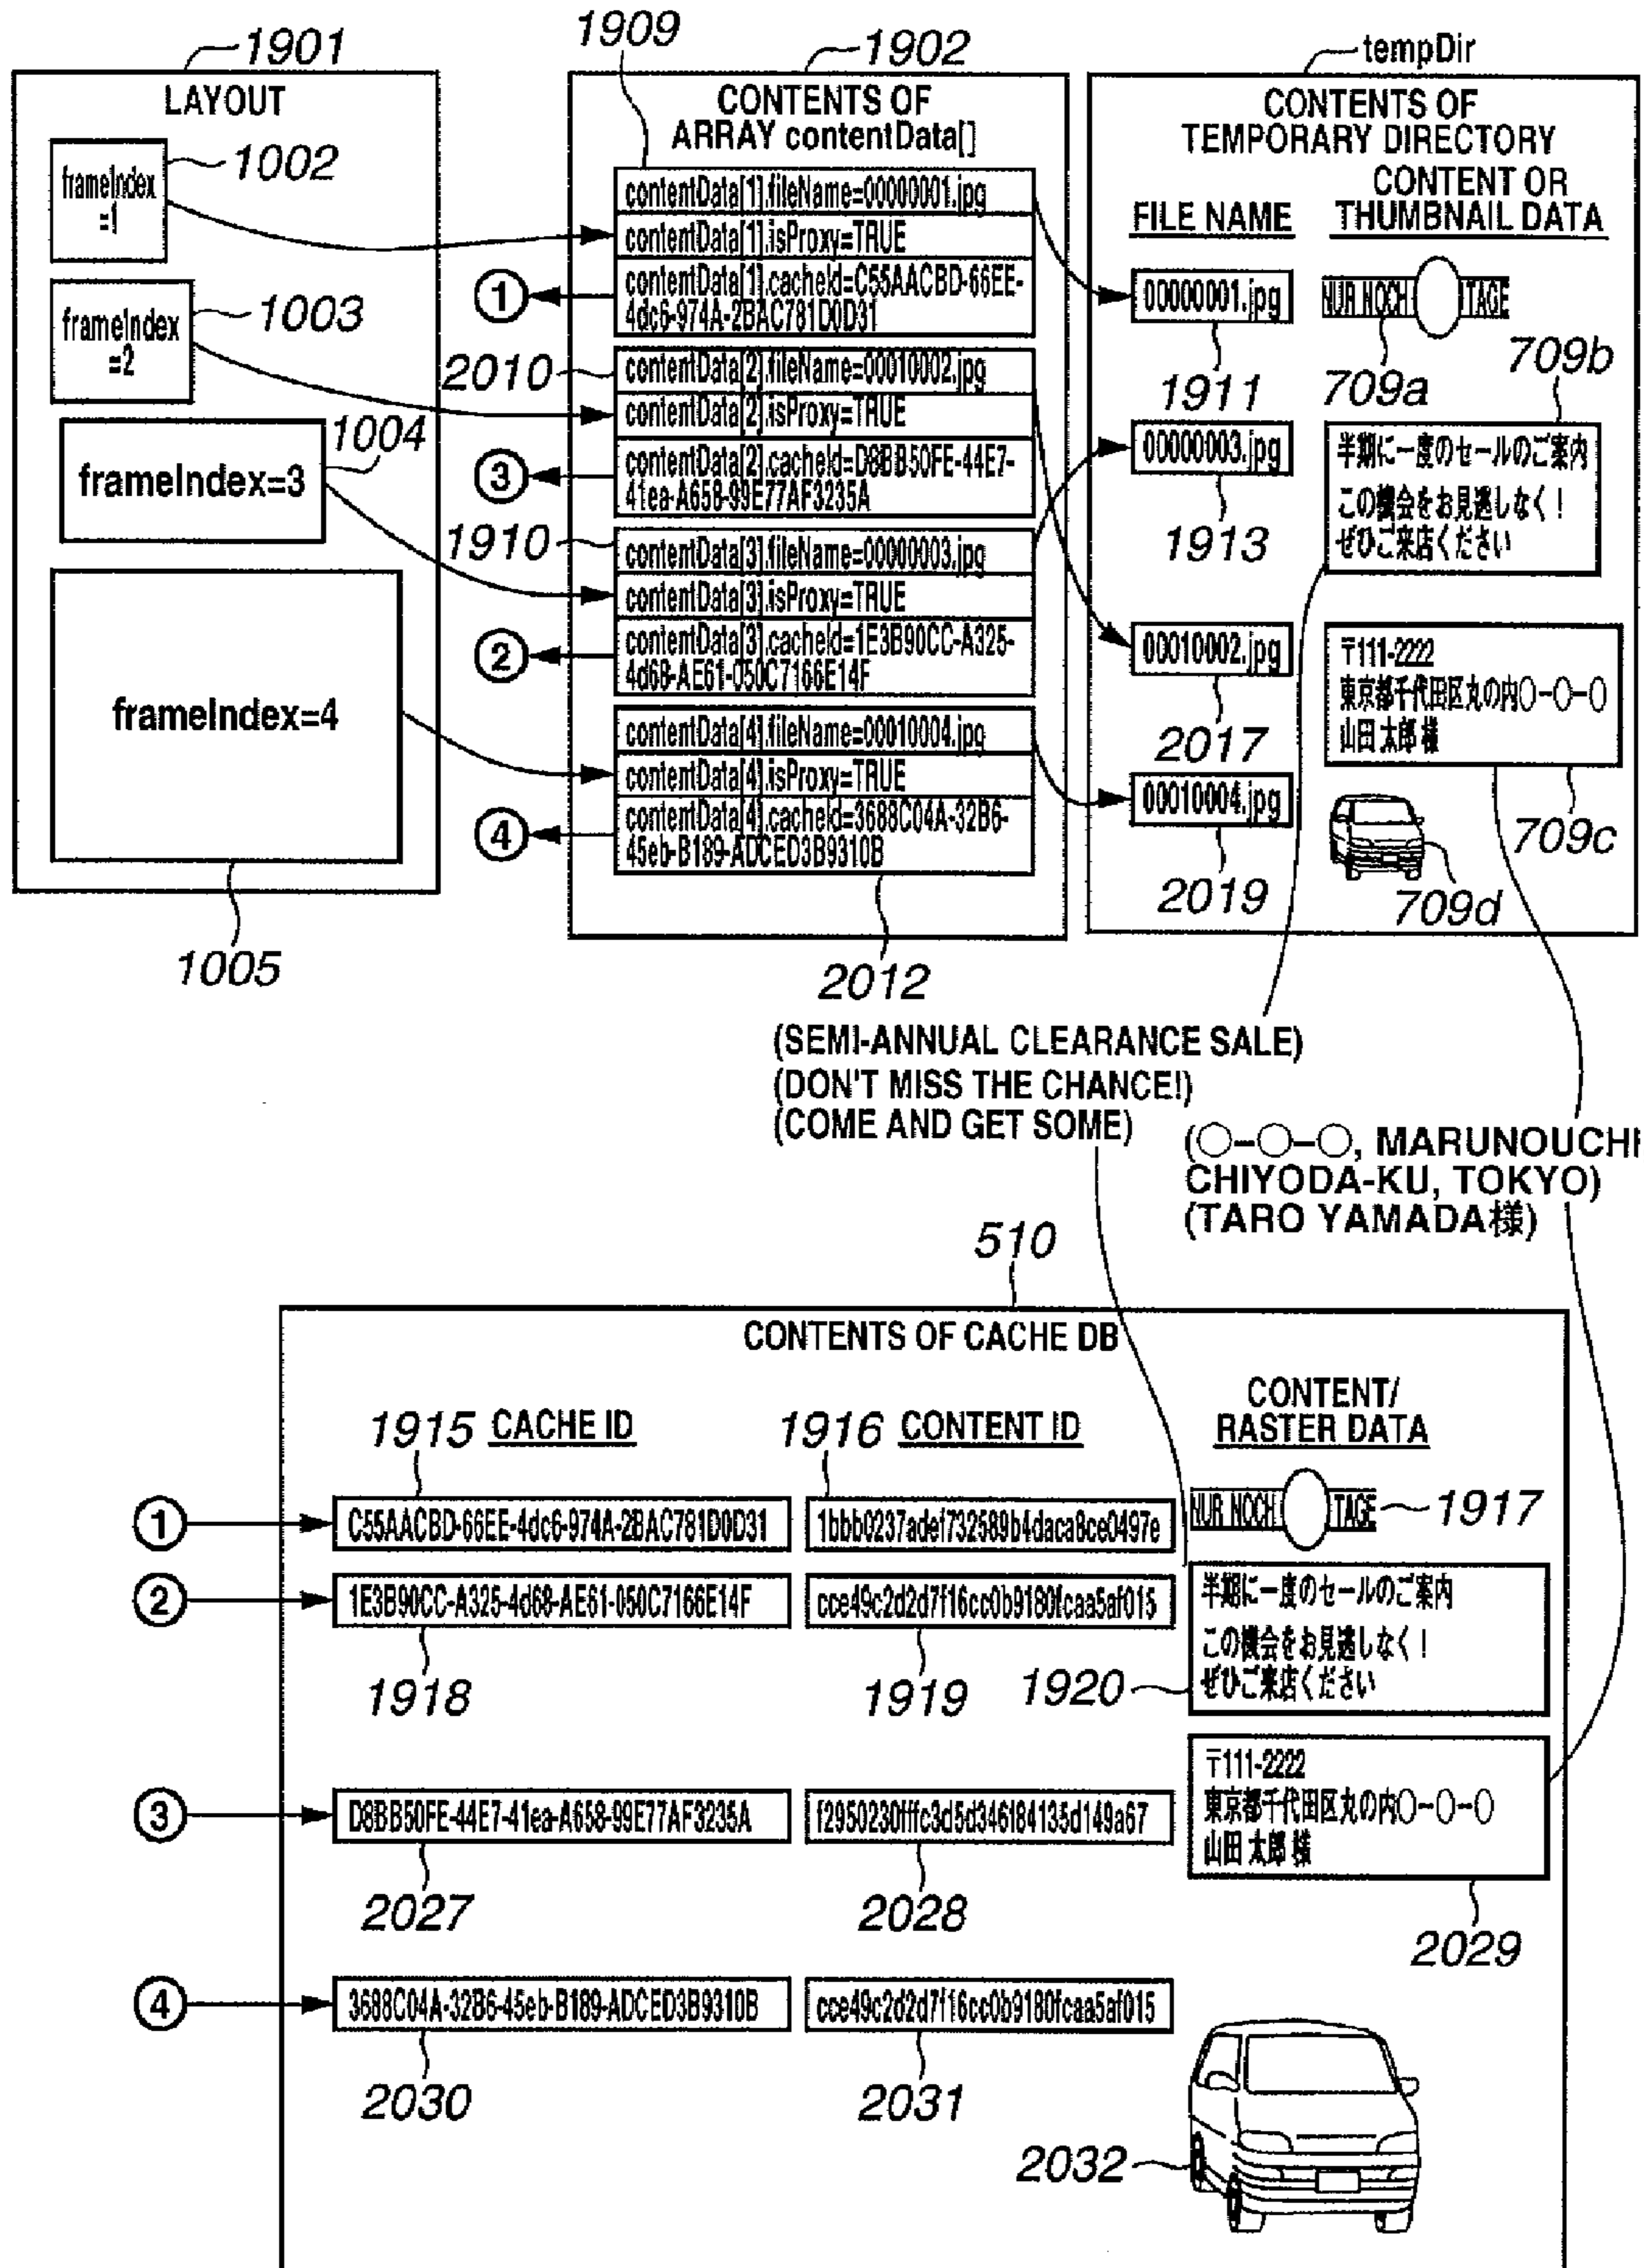 1901
LAYOUT
frameIndex
=1
1002
frameIndex
=2
1003
frameIndex=3
1004
frameIndex=4
1005
1909
1902
CONTENTS OF
ARRAY contentData[]
contentData[1].fileName=00000001.jpg
contentData[1].isProxy=TRUE
contentData[1].cacheId=C55AACBD-66EE-
4dc6-974A-2BAC781D0D31
1
2010
contentData[2].fileName=00010002.jpg
contentData[2].isProxy=TRUE
contentData[2].cacheId=D8BB50FE-44E7-
41ea-A658-99E77AF3235A
3
1910
contentData[3].fileName=00000003.jpg
contentData[3].isProxy=TRUE
contentData[3].cacheId=1E3B90CC-A325-
4d68-AE61-050C7166E14F
2
contentData[4].fileName=00010004.jpg
contentData[4].isProxy=TRUE
contentData[4].cacheId=3688C04A-32B6-
45eb-B189-ADCED3B9310B
4
2012
tempDir
CONTENTS OF
TEMPORARY DIRECTORY
FILE NAME
CONTENT OR
THUMBNAIL DATA
00000001.jpg
1911
NUR NOCH TAGE
709a
709b
00000003.jpg
1913
半期に一度のセールのご案内
この機会をお見逃しなく!
ぜひご来店ください
00010002.jpg
2017
〒111-2222
東京都千代田区丸の内○-○-○
山田 太郎 様
709c
00010004.jpg
2019
709d
(SEMI-ANNUAL CLEARANCE SALE)
(DON'T MISS THE CHANCE!)
(COME AND GET SOME)
(○-○-○, MARUNOUCHI
CHIYODA-KU, TOKYO)
(TARO YAMADA様)
510
CONTENTS OF CACHE DB
1915 CACHE ID
1916 CONTENT ID
CONTENT/
RASTER DATA
1
C55AACBD-66EE-4dc6-974A-2BAC781D0D31
1bbb0237adef732589b4daca8ce0497e
NUR NOCH TAGE
1917
2
1E3B90CC-A325-4d68-AE61-050C7166E14F
cce49c2d2d7f16cc0b9180fcaa5af015
1918
1919
1920
半期に一度のセールのご案内
この機会をお見逃しなく!
ぜひご来店ください
3
D8BB50FE-44E7-41ea-A658-99E77AF3235A
f2950230fffc3d5d346f84135d149a67
2027
2028
〒111-2222
東京都千代田区丸の内○-○-○
山田 太郎 様
2029
4
3688C04A-32B6-45eb-B189-ADCED3B9310B
cce49c2d2d7f16cc0b9180fcaa5af015
2030
2031
2032